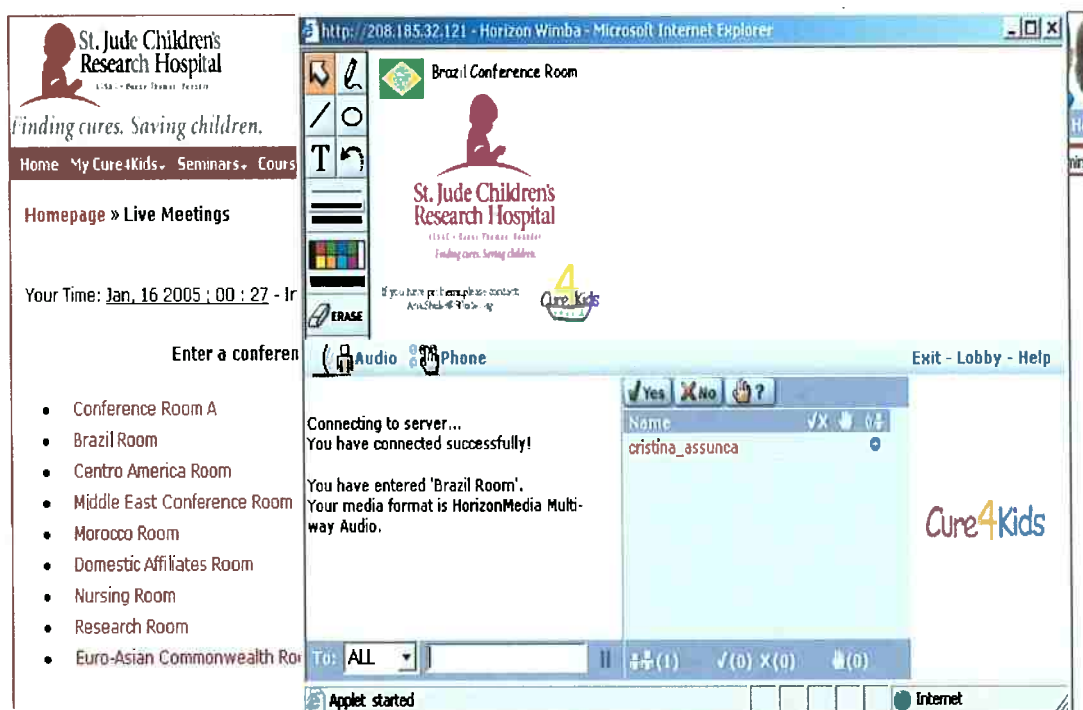 St. Jude Children's
Research Hospital
Finding cures. Saving children.
Home My Cure4Kids Seminars Cours
Homepage » Live Meetings
Your Time: Jan, 16 2005 ; 00 : 27 - Ir
Enter a conferen
Conference Room A
Brazil Room
Centro America Room
Middle East Conference Room
Morocco Room
Domestic Affiliates Room
Nursing Room
Research Room
Euro-Asian Commonwealth Ro
http://208.185.32.121 - Horizon Wimba - Microsoft Internet Explorer
Brazil Conference Room
T
St. Jude Children's
Research Hospital
Finding cures. Saving children.
If you have problems please contact:
Cure4Kids
ERASE
Audio Phone
Exit - Lobby - Help
Connecting to server...
You have connected successfully!
You have entered 'Brazil Room'.
Your media format is HorizonMedia Multi-
way Audio.
Yes No ?
Name
cristina_assunca
Cure4Kids
To: ALL
(1) √(0) X(0) (0)
Applet started
Internet